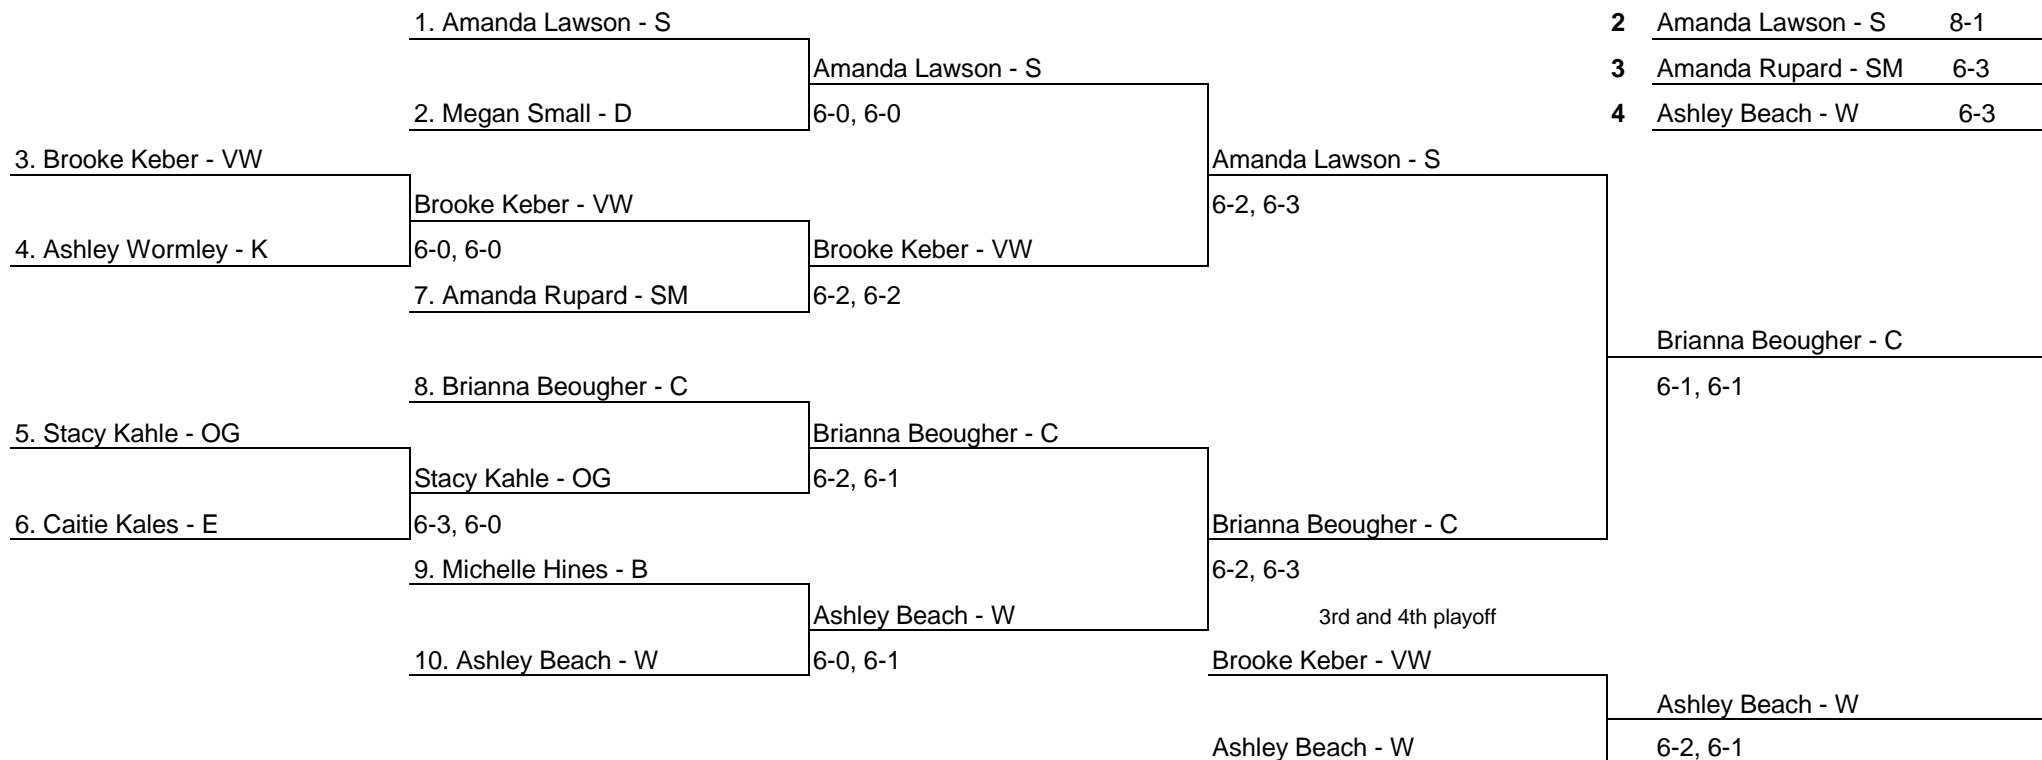 1. Amanda Lawson - S
2 Amanda Lawson - S 8-1
Amanda Lawson - S
3 Amanda Rupard - SM 6-3
2. Megan Small - D
6-0, 6-0
4 Ashley Beach - W 6-3
3. Brooke Keber - VW
Amanda Lawson - S
Brooke Keber - VW
6-2, 6-3
4. Ashley Wormley - K
6-0, 6-0
Brooke Keber - VW
7. Amanda Rupard - SM
6-2, 6-2
Brianna Beougher - C
8. Brianna Beougher - C
6-1, 6-1
5. Stacy Kahle - OG
Brianna Beougher - C
Stacy Kahle - OG
6-2, 6-1
6. Caitie Kales - E
6-3, 6-0
Brianna Beougher - C
9. Michelle Hines - B
6-2, 6-3
Ashley Beach - W
3rd and 4th playoff
10. Ashley Beach - W
6-0, 6-1
Brooke Keber - VW
Ashley Beach - W
Ashley Beach - W
6-2, 6-1